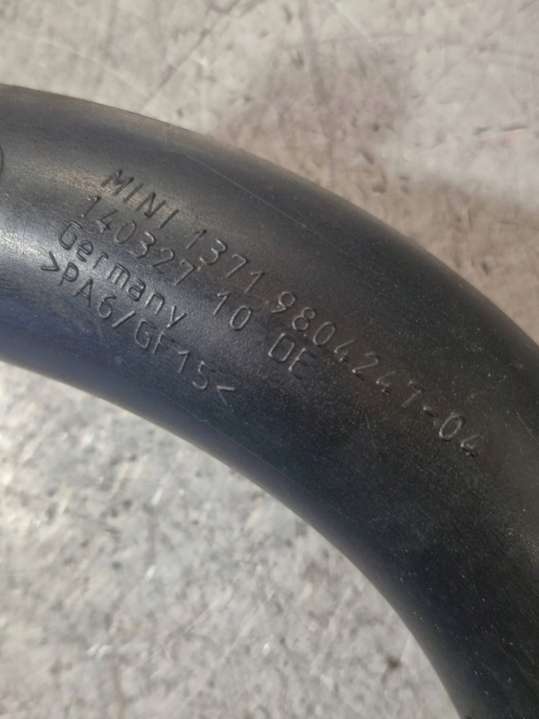 MINI 1371 9804247-04
140327 10 DE
Germany
>PA6/GF15<